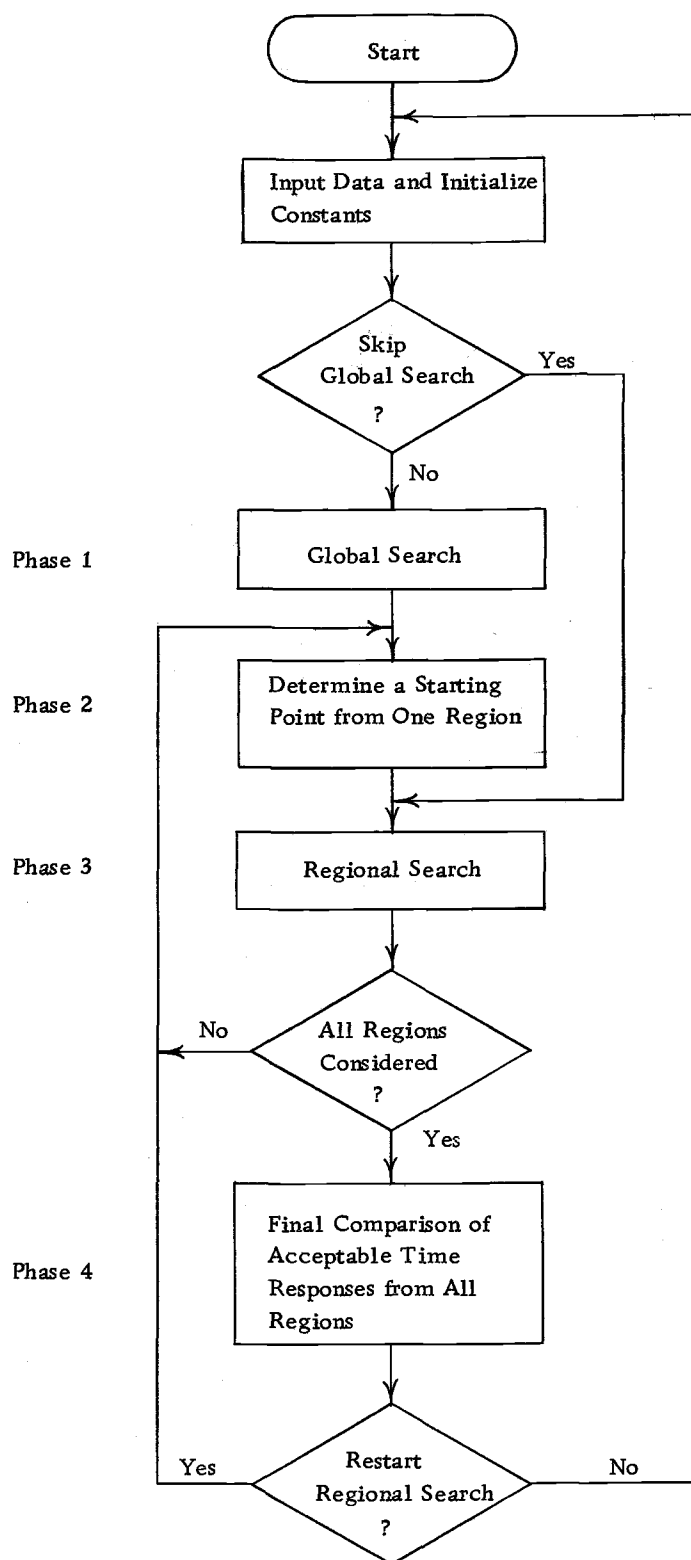 Start
Input Data and Initialize
Constants
Skip
Global Search
?
Yes
No
Phase 1
Global Search
Phase 2
Determine a Starting
Point from One Region
Phase 3
Regional Search
No
All Regions
Considered
?
Yes
Phase 4
Final Comparison of
Acceptable Time
Responses from All
Regions
Yes
Restart
Regional Search
?
No